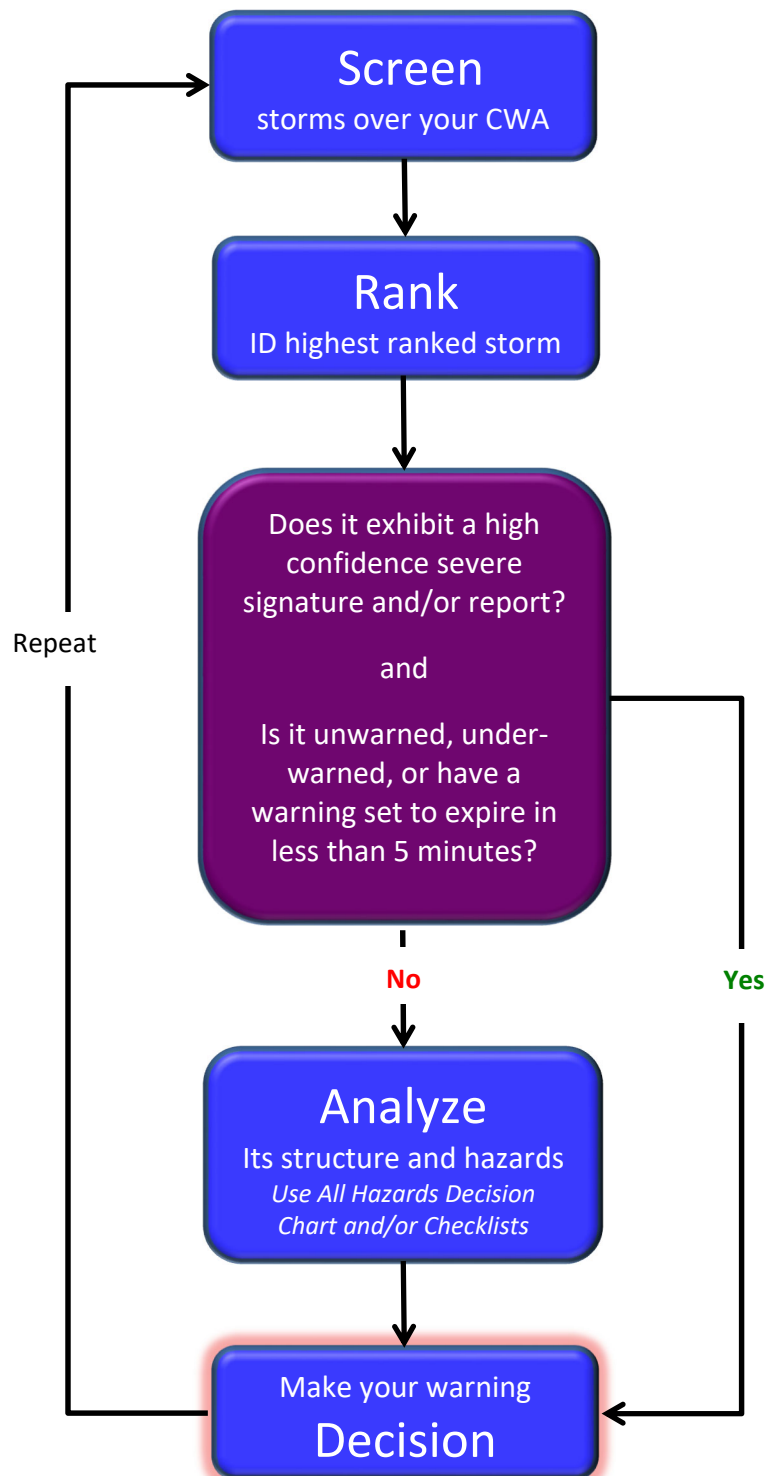 Screen
storms over your CWA
Rank
ID highest ranked storm
Does it exhibit a high
confidence severe
signature and/or report?
and
Is it unwarned, under-
warned, or have a
warning set to expire in
less than 5 minutes?
Repeat
No
Yes
Analyze
Its structure and hazards
Use All Hazards Decision
Chart and/or Checklists
Make your warning
Decision